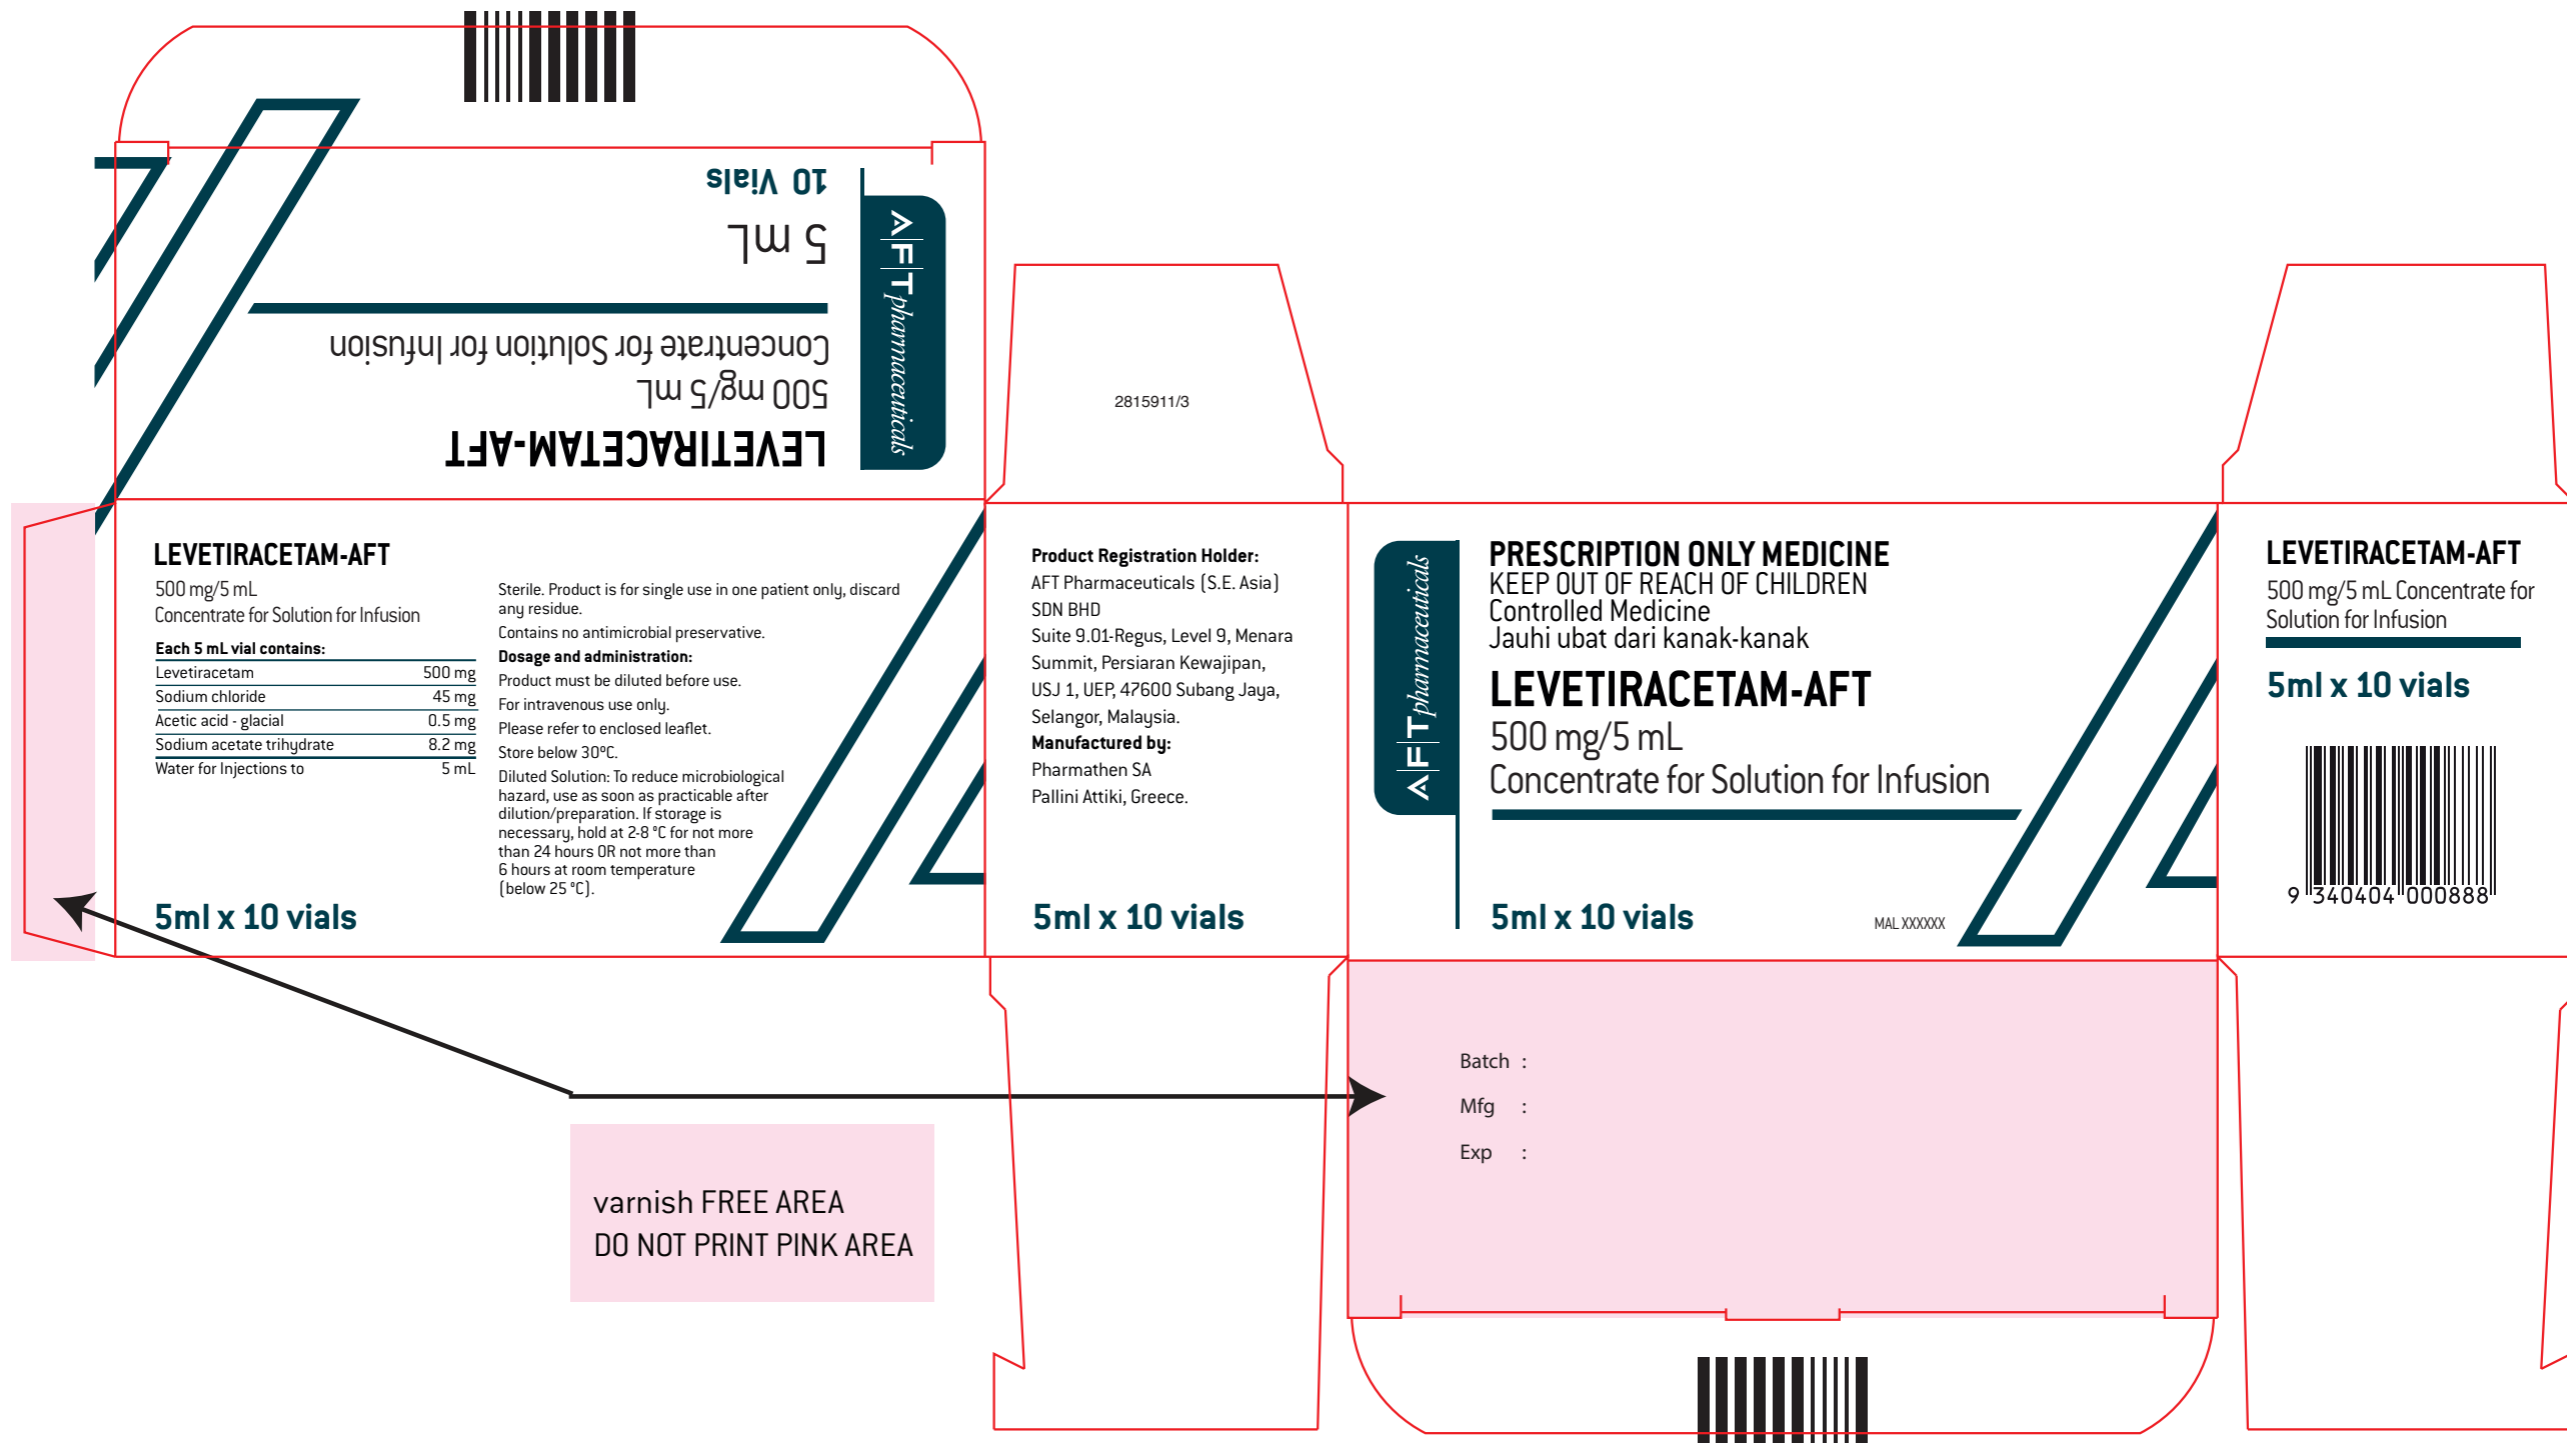 LEVETIRACETAM-AFT
500 mg/5 mL
Concentrate for Solution for Infusion
5 mL
10 Vials
AFT pharmaceuticals
2815911/3
LEVETIRACETAM-AFT
500 mg/5 mL
Concentrate for Solution for Infusion
Each 5 mL vial contains:
Levetiracetam 500 mg
Sodium chloride 45 mg
Acetic acid - glacial 0.5 mg
Sodium acetate trihydrate 8.2 mg
Water for Injections to 5 mL
5ml x 10 vials
Sterile. Product is for single use in one patient only, discard
any residue.
Contains no antimicrobial preservative.
Dosage and administration:
Product must be diluted before use.
For intravenous use only.
Please refer to enclosed leaflet.
Store below 30ºC.
Diluted Solution: To reduce microbiological
hazard, use as soon as practicable after
dilution/preparation. If storage is
necessary, hold at 2-8 ºC for not more
than 24 hours OR not more than
6 hours at room temperature
(below 25 ºC).
Product Registration Holder:
AFT Pharmaceuticals (S.E. Asia)
SDN BHD
Suite 9.01-Regus, Level 9, Menara
Summit, Persiaran Kewajipan,
USJ 1, UEP, 47600 Subang Jaya,
Selangor, Malaysia.
Manufactured by:
Pharmathen SA
Pallini Attiki, Greece.
5ml x 10 vials
AFT pharmaceuticals
PRESCRIPTION ONLY MEDICINE
KEEP OUT OF REACH OF CHILDREN
Controlled Medicine
Jauhi ubat dari kanak-kanak
LEVETIRACETAM-AFT
500 mg/5 mL
Concentrate for Solution for Infusion
5ml x 10 vials
MAL XXXXXX
LEVETIRACETAM-AFT
500 mg/5 mL Concentrate for
Solution for Infusion
5ml x 10 vials
9 340404 000888
Batch :
Mfg :
Exp :
varnish FREE AREA
DO NOT PRINT PINK AREA